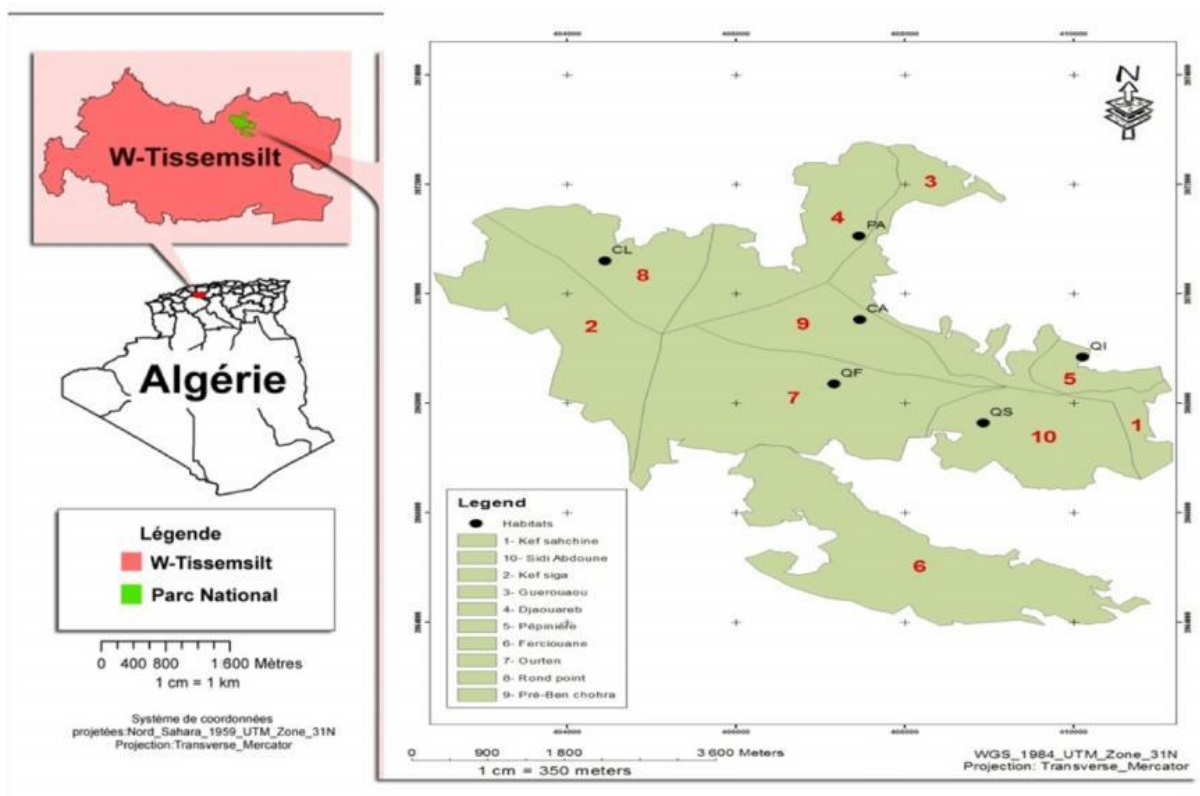 W-Tissemsilt
Algérie
Légende
W-Tissemsilt
Parc National
0 400 800 1 600 Mètres
1 cm = 1 km
Système de coordonnées
projetées:Nord_Sahara_1959_UTM_Zone_31N
Projection:Transverse_Mercator
N
3
4
PA
CL
8
2
9
CA
QI
5
QF
7
QS
10
1
6
Legend
Habitats
1- Kef sahchine
10- Sidi Abdoune
2- Kef siga
3- Guerouaou
4- Djaouareb
5- Pépinière
6- Ferciouane
7- Ourten
8- Rond point
9- Pré-Ben chohra
0 900 1 800 3 600 Meters
1 cm = 350 meters
WGS_1984_UTM_Zone_31N
Projection: Transverse_Mercator